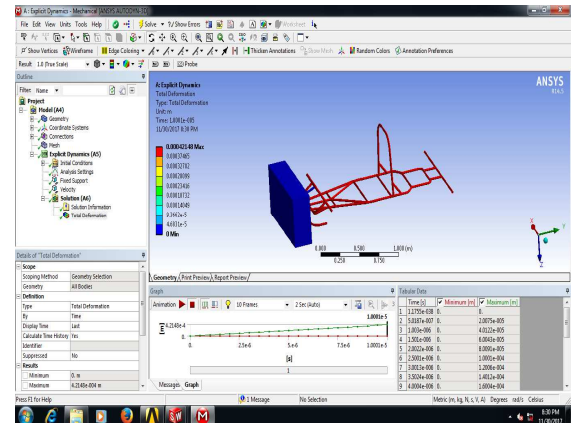 A : Explicit Dynamics - Mechanical [ANSYS AUTODYN-3D]
File Edit View Units Tools Help Solve ?/ Show Errors Worksheet
Show Vertices Wireframe Edge Coloring Thicken Annotations Show Mesh Random Colors Annotation Preferences
Result 1.0 (True Scale) Probe
Outline
Filter: Name
Project
Model (A4)
Geometry
Coordinate Systems
Connections
Mesh
Explicit Dynamics (A5)
Initial Conditions
Analysis Settings
Fixed Support
Velocity
Solution (A6)
Solution Information
Total Deformation
A: Explicit Dynamics
Total Deformation
Type: Total Deformation
Unit: m
Time: 1.0001e-005
11/30/2017 8:30 PM
0.00042148 Max
0.00037465
0.00032782
0.00028099
0.00023416
0.00018732
0.00014049
9.3662e-5
4.6831e-5
0 Min
ANSYS
R14.5
0.000 0.500 1.000 (m)
0.250 0.750
X
Y
Z
Geometry Print Preview Report Preview
Details of "Total Deformation"
Scope
Scoping Method Geometry Selection
Geometry All Bodies
Definition
Type Total Deformation
By Time
Display Time Last
Calculate Time History Yes
Identifier
Suppressed No
Results
Minimum 0. m
Maximum 4.2148e-004 m
Graph
Animation 10 Frames 2 Sec (Auto)
1.0001e-5
4.2148e-4
[m]
0.
0. 2.5e-6 5.e-6 7.5e-6 1.0001e-5
[s]
1
Messages Graph
Tabular Data
Time [s] Minimum [m] Maximum [m]
1 1.1755e-038 0. 0.
2 5.0187e-007 0. 2.0075e-005
3 1.003e-006 0. 4.0122e-005
4 1.501e-006 0. 6.0043e-005
5 2.0022e-006 0. 8.0091e-005
6 2.5001e-006 0. 1.0001e-004
7 3.0013e-006 0. 1.2006e-004
8 3.5024e-006 0. 1.4012e-004
9 4.0004e-006 0. 1.6004e-004
Press F1 for Help 1 Message No Selection Metric (m, kg, N, s, V, A) Degrees rad/s Celsius
8:30 PM
11/30/2017